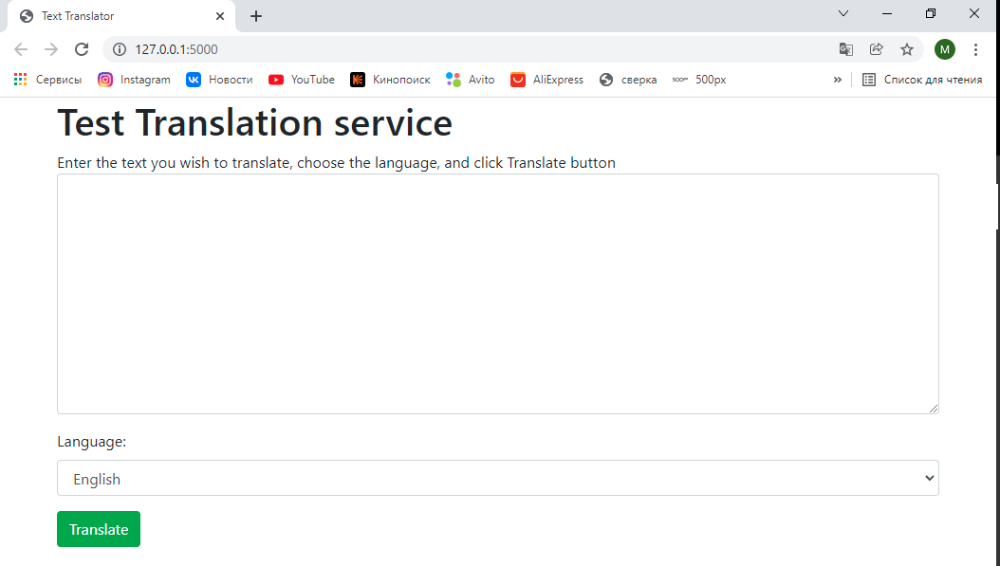 Text Translator
127.0.0.1:5000
M
Сервисы Instagram Новости YouTube Кинопоиск Avito AliExpress сверка 500px » Список для чтения
Test Translation service
Enter the text you wish to translate, choose the language, and click Translate button
Language:
English
Translate